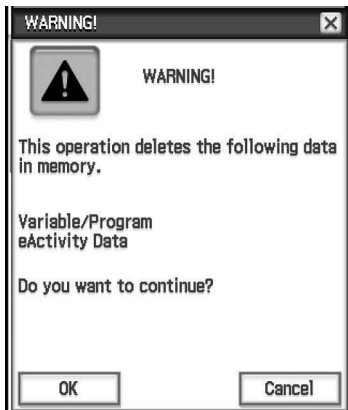 WARNING!
WARNING!
This operation deletes the following data
in memory.
Variable/Program
eActivity Data
Do you want to continue?
OK Cancel